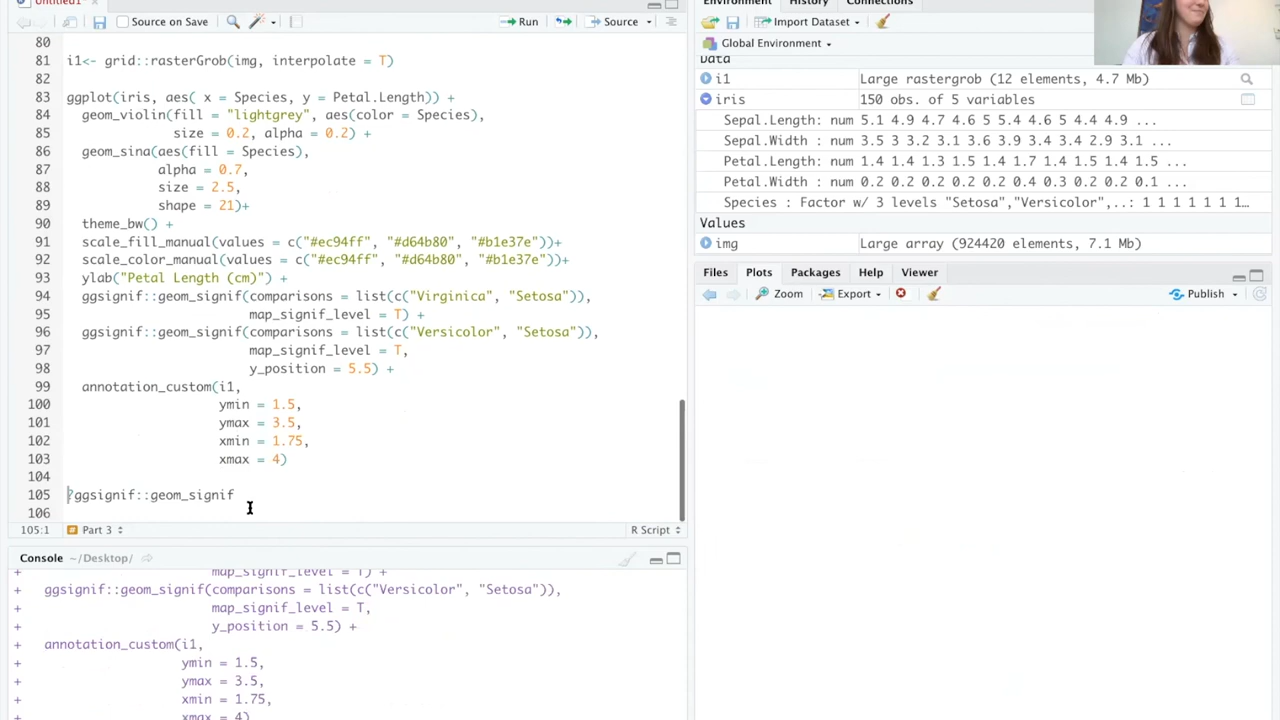 Untitled1* ×
Source on Save
Run
Source
80
81 i1<- grid::rasterGrob(img, interpolate = T)
82
83 ggplot(iris, aes( x = Species, y = Petal.Length)) +
84 geom_violin(fill = "lightgrey", aes(color = Species),
85 size = 0.2, alpha = 0.2) +
86 geom_sina(aes(fill = Species),
87 alpha = 0.7,
88 size = 2.5,
89 shape = 21)+
90 theme_bw() +
91 scale_fill_manual(values = c("#ec94ff", "#d64b80", "#b1e37e"))+
92 scale_color_manual(values = c("#ec94ff", "#d64b80", "#b1e37e"))+
93 ylab("Petal Length (cm)") +
94 ggsignif::geom_signif(comparisons = list(c("Virginica", "Setosa")),
95 map_signif_level = T) +
96 ggsignif::geom_signif(comparisons = list(c("Versicolor", "Setosa")),
97 map_signif_level = T,
98 y_position = 5.5) +
99 annotation_custom(i1,
100 ymin = 1.5,
101 ymax = 3.5,
102 xmin = 1.75,
103 xmax = 4)
104
105 ?ggsignif::geom_signif
106
105:1 Part 3 R Script
Console ~/Desktop/
+ map_signif_level = T) +
+ ggsignif::geom_signif(comparisons = list(c("Versicolor", "Setosa")),
+ map_signif_level = T,
+ y_position = 5.5) +
+ annotation_custom(i1,
+ ymin = 1.5,
+ ymax = 3.5,
+ xmin = 1.75,
+ xmax = 4)
Environment History Connections
Import Dataset
Global Environment
Data
i1 Large rastergrob (12 elements, 4.7 Mb)
iris 150 obs. of 5 variables
Sepal.Length: num 5.1 4.9 4.7 4.6 5 5.4 4.6 5 4.4 4.9 ...
Sepal.Width : num 3.5 3 3.2 3.1 3.6 3.9 3.4 3.4 2.9 3.1 ...
Petal.Length: num 1.4 1.4 1.3 1.5 1.4 1.7 1.4 1.5 1.4 1.5 ...
Petal.Width : num 0.2 0.2 0.2 0.2 0.2 0.4 0.3 0.2 0.2 0.1 ...
Species : Factor w/ 3 levels "Setosa","Versicolor",..: 1 1 1 1 1 1 1...
Values
img Large array (924420 elements, 7.1 Mb)
Files Plots Packages Help Viewer
Zoom Export Publish